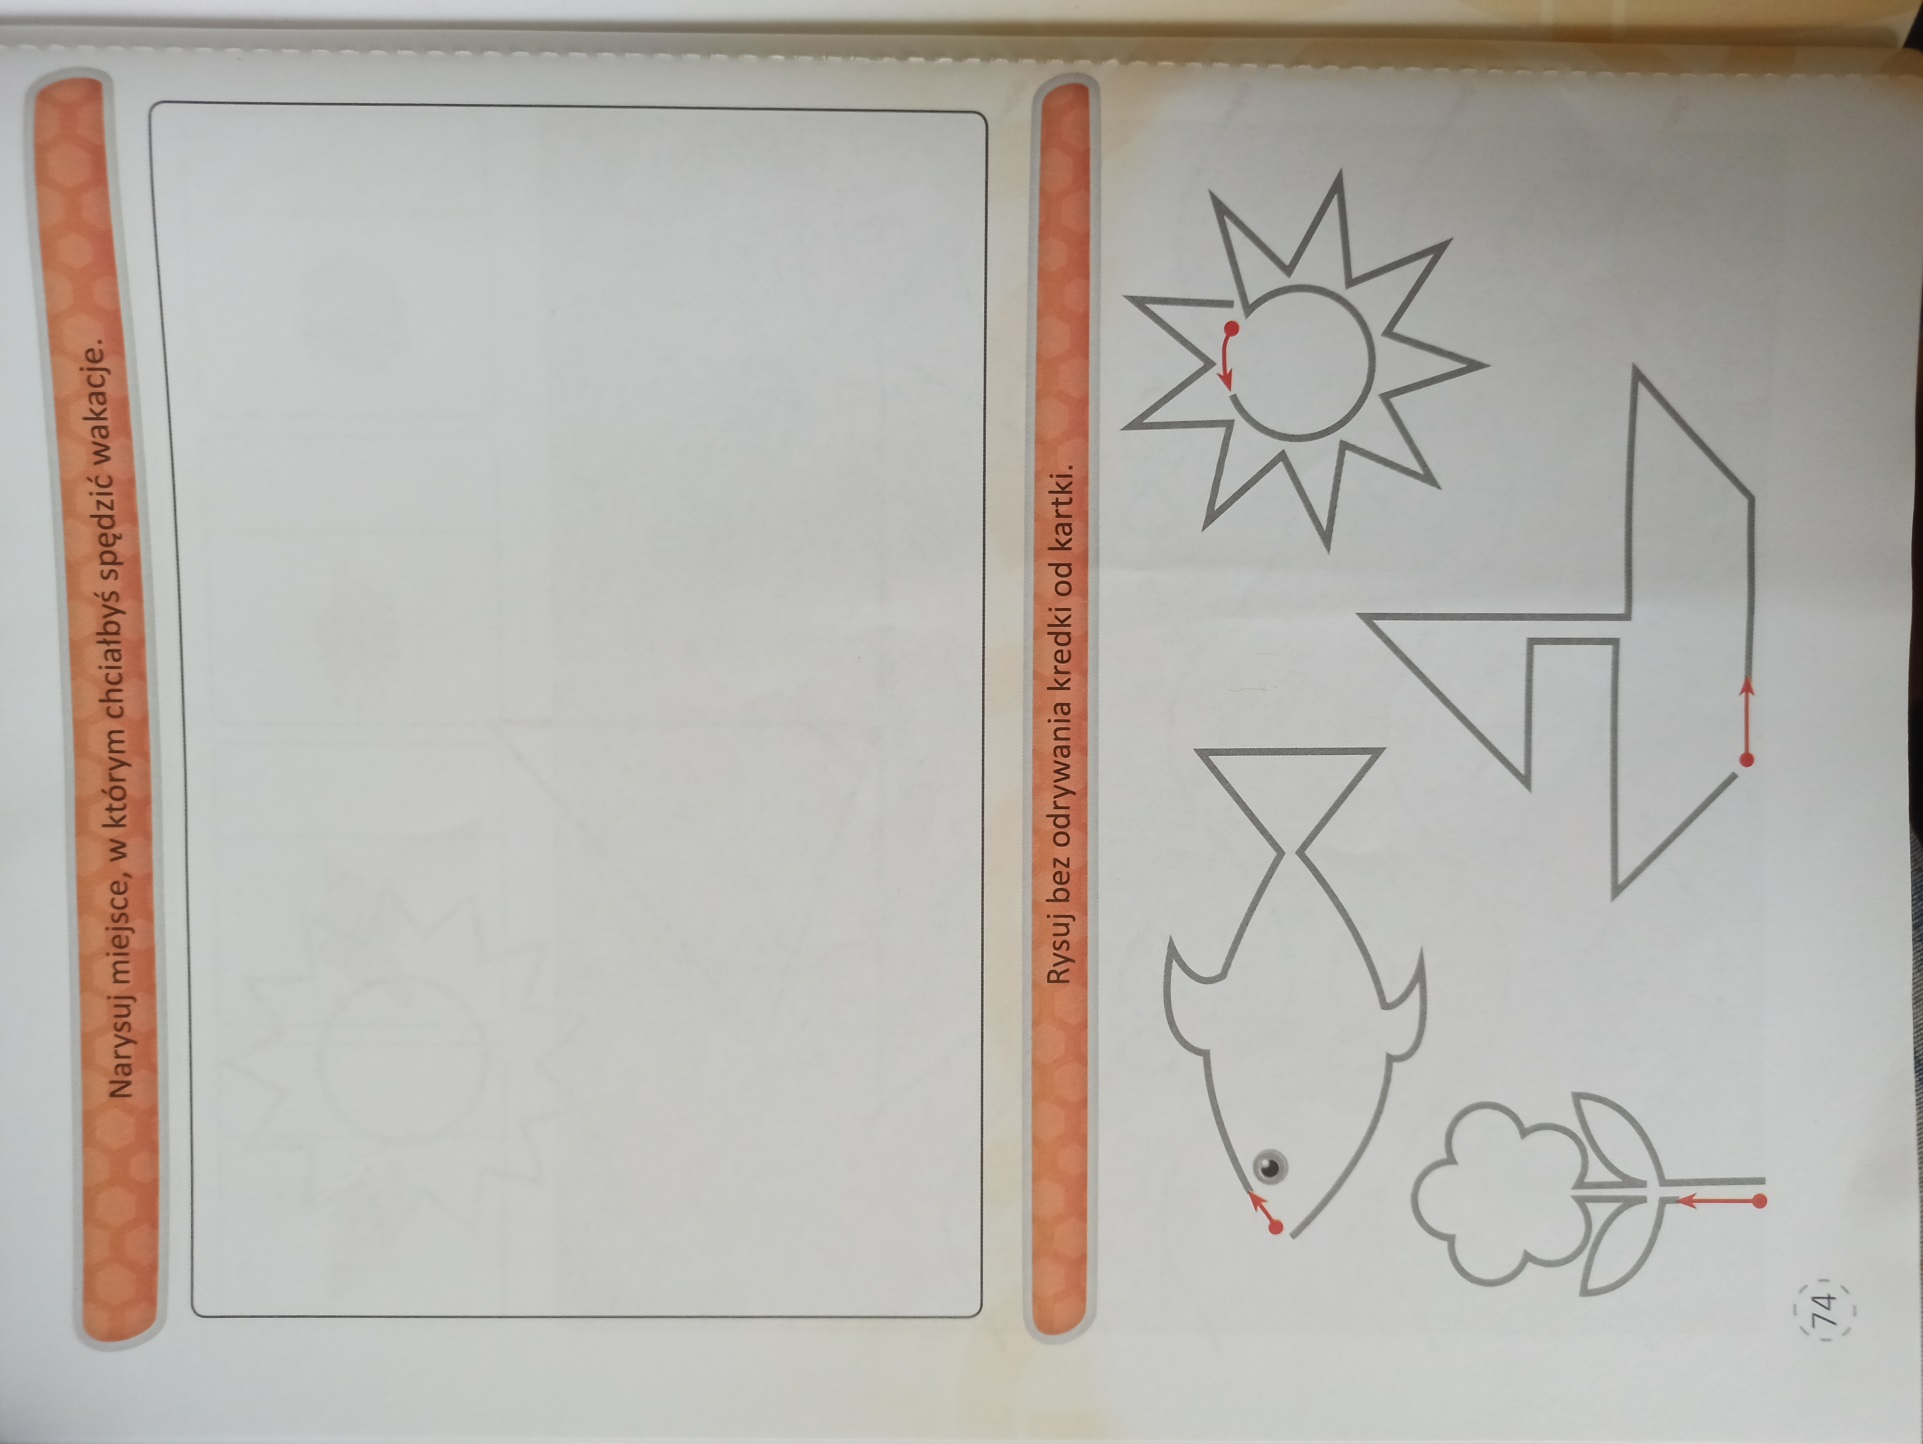 Narysuj miejsce, w którym chciałbyś spędzić wakacje.
Rysuj bez odrywania kredki od kartki.
74